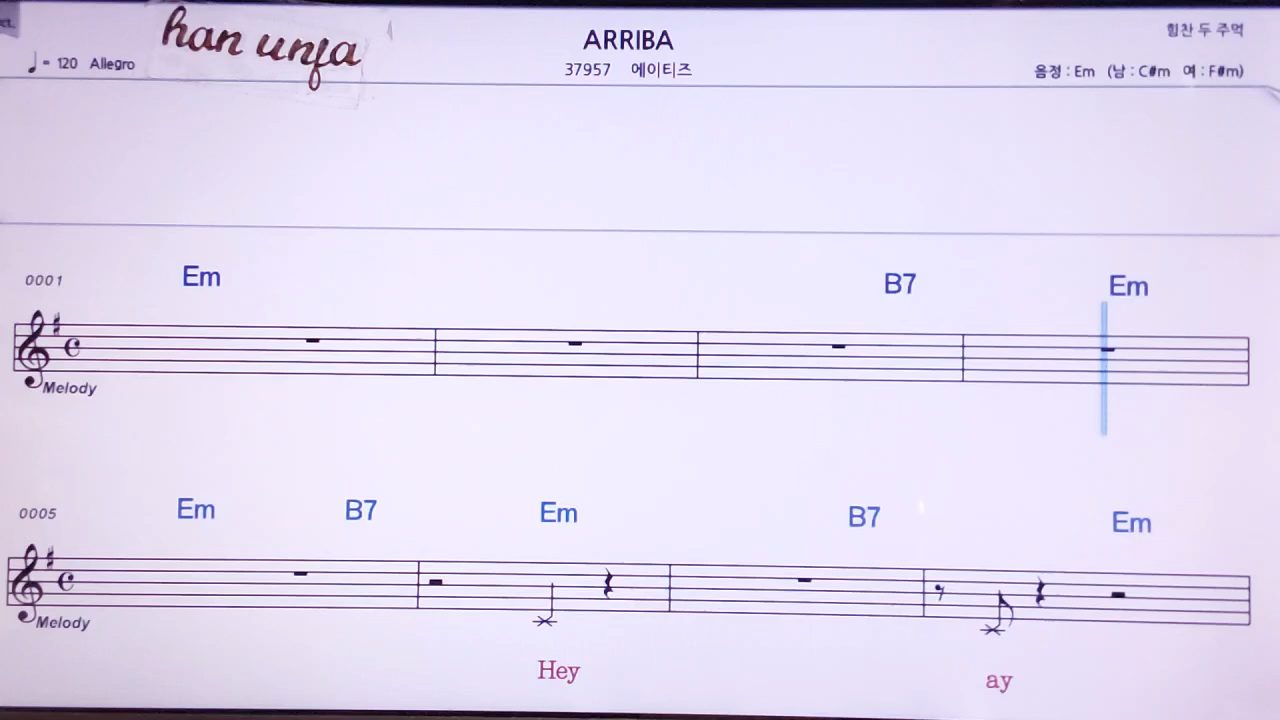 han unfa
ARRIBA
힘찬 두 주먹
♩= 120 Allegro
37957 에이티즈
음정 : Em (남 : C#m 여 : F#m)
0001
Em B7 Em
Melody
0005
Em B7 Em B7 Em
Melody
Hey ay